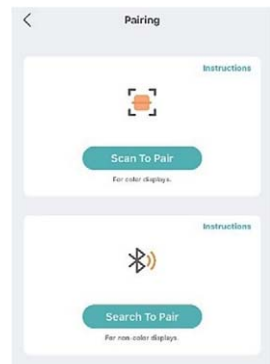 Pairing
Instructions
Scan To Pair
For color displays.
Instructions
Search To Pair
For non-color displays.